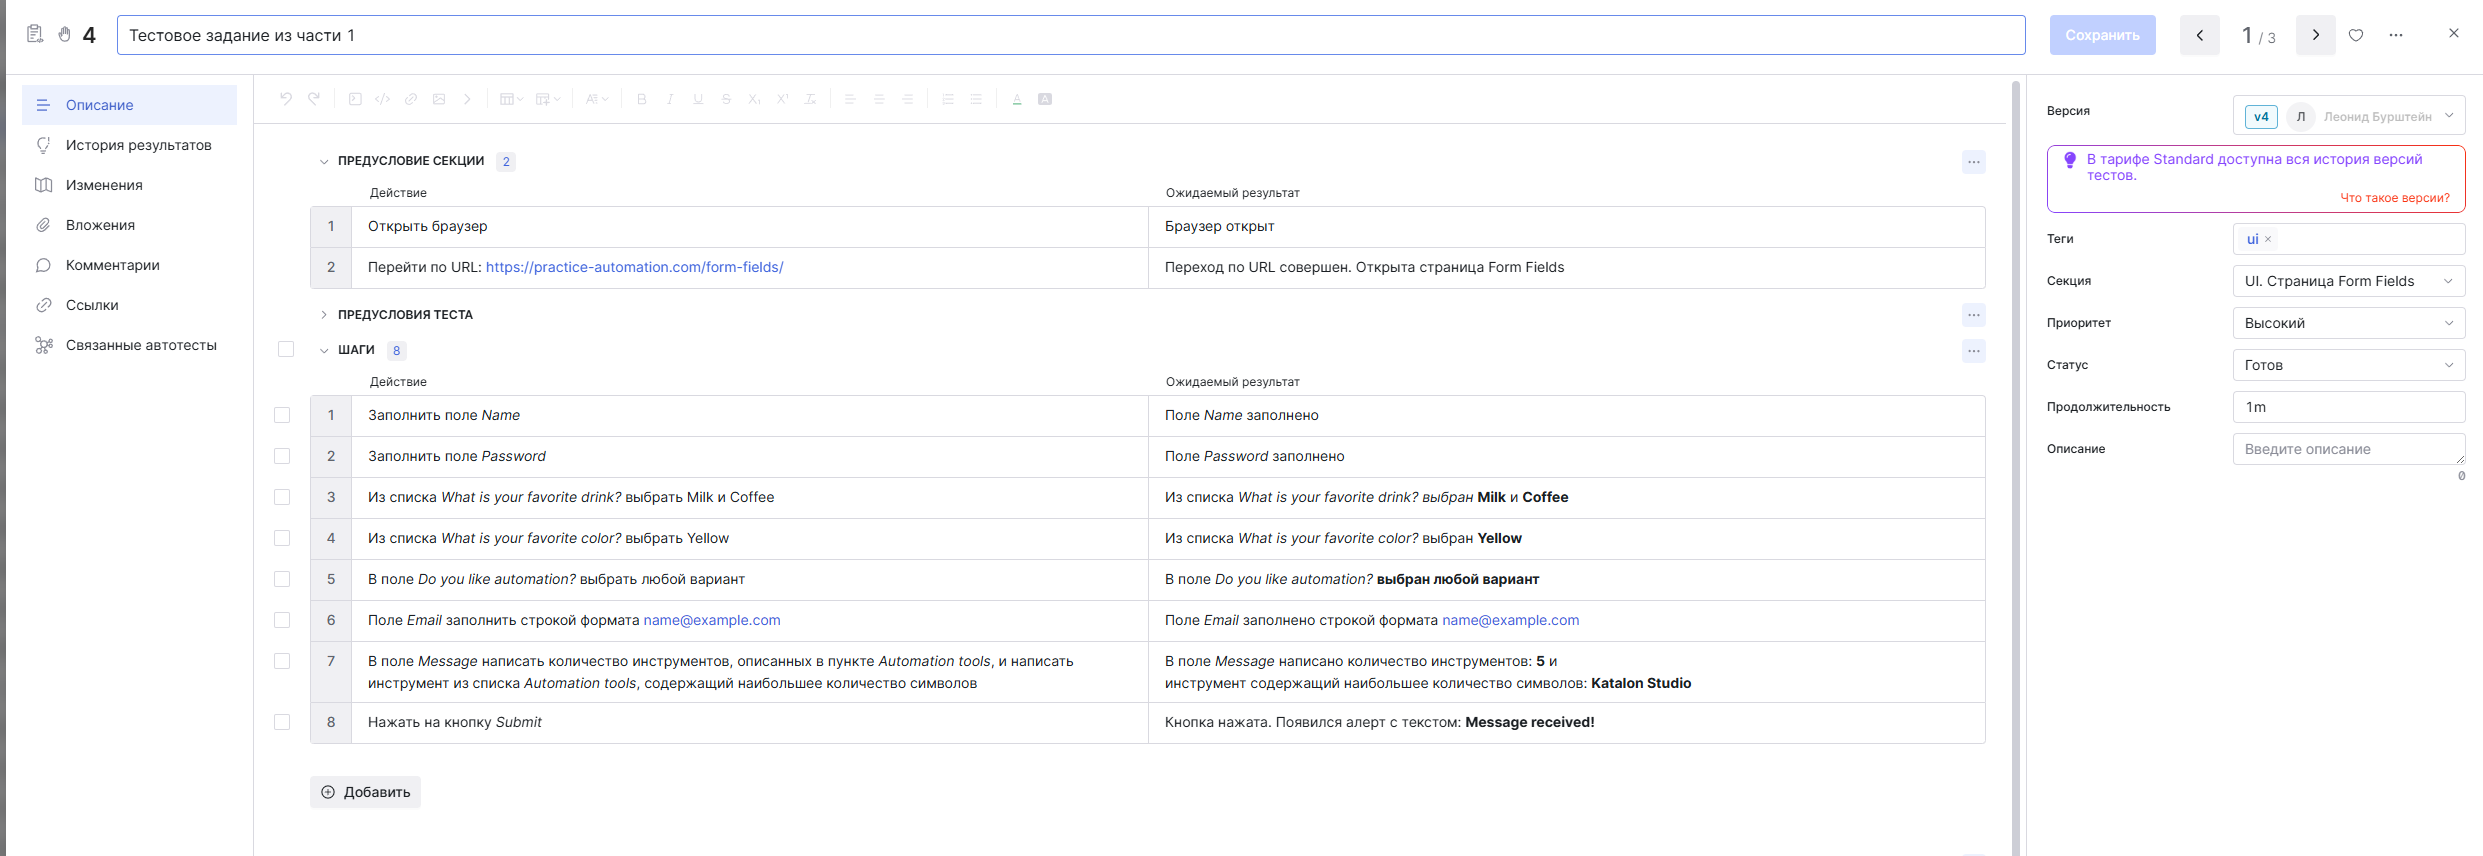 4
Тестовое задание из части 1
Сохранить
1 / 3
Описание
История результатов
Изменения
Вложения
Комментарии
Ссылки
Связанные автотесты
ПРЕДУСЛОВИЕ СЕКЦИИ 2
Действие Ожидаемый результат
1 Открыть браузер Браузер открыт
2 Перейти по URL: https://practice-automation.com/form-fields/ Переход по URL совершен. Открыта страница Form Fields
ПРЕДУСЛОВИЯ ТЕСТА
ШАГИ 8
Действие Ожидаемый результат
1 Заполнить поле Name Поле Name заполнено
2 Заполнить поле Password Поле Password заполнено
3 Из списка What is your favorite drink? выбрать Milk и Coffee Из списка What is your favorite drink? выбран Milk и Coffee
4 Из списка What is your favorite color? выбрать Yellow Из списка What is your favorite color? выбран Yellow
5 В поле Do you like automation? выбрать любой вариант В поле Do you like automation? выбран любой вариант
6 Поле Email заполнить строкой формата name@example.com Поле Email заполнено строкой формата name@example.com
7 В поле Message написать количество инструментов, описанных в пункте Automation tools, и написать В поле Message написано количество инструментов: 5 и
инструмент из списка Automation tools, содержащий наибольшее количество символов инструмент содержащий наибольшее количество символов: Katalon Studio
8 Нажать на кнопку Submit Кнопка нажата. Появился алерт с текстом: Message received!
Добавить
Версия v4 Л Леонид Бурштейн
В тарифе Standard доступна вся история версий
тестов.
Что такое версии?
Теги ui ×
Секция UI. Страница Form Fields
Приоритет Высокий
Статус Готов
Продолжительность 1m
Описание Введите описание
0